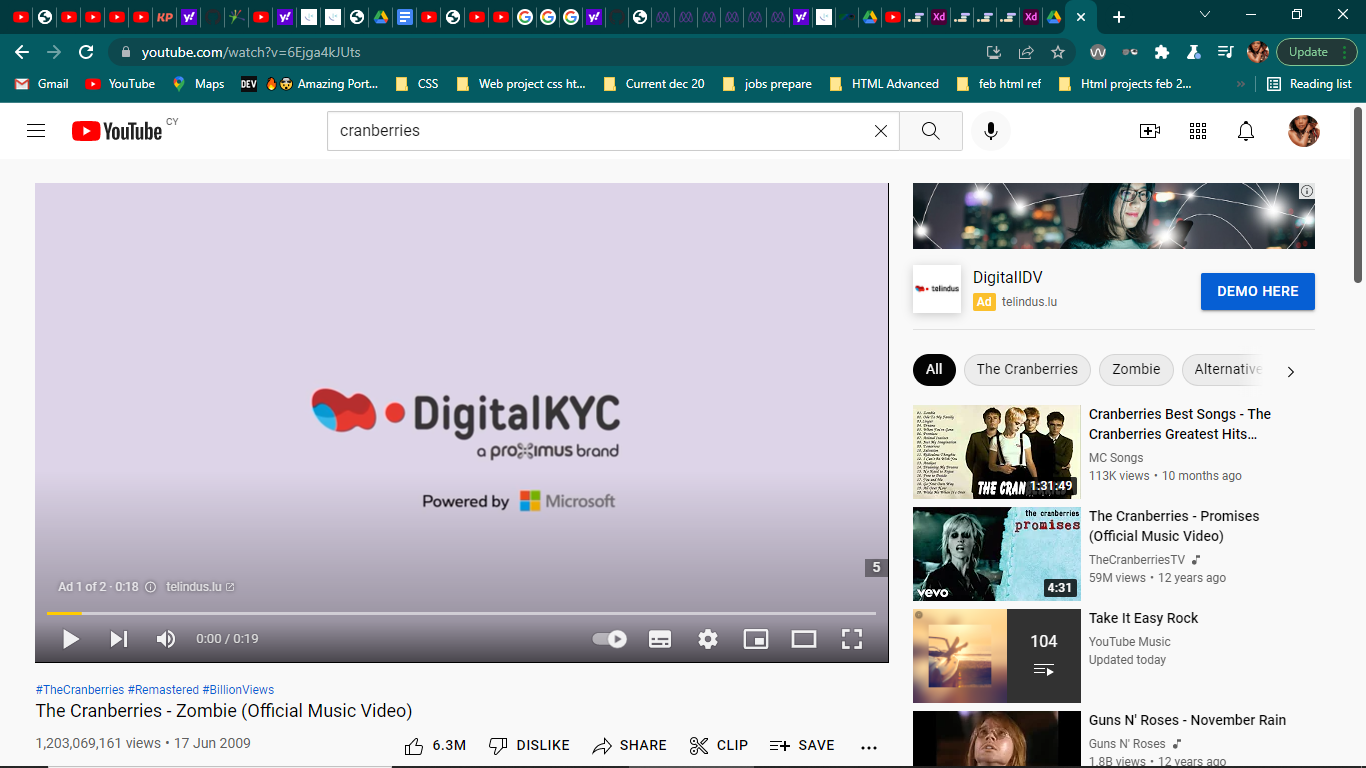 KP
youtube.com/watch?v=6Ejga4kJUts
Update
Gmail
YouTube
Maps
DEV
Amazing Port...
CSS
Web project css ht...
Current dec 20
jobs prepare
HTML Advanced
feb html ref
Html projects feb 2...
»
Reading list
YouTube CY
cranberries
DigitalKYC
a proximus brand
Powered by Microsoft
5
Ad 1 of 2 · 0:18
telindus.lu
0:00 / 0:19
#TheCranberries #Remastered #BillionViews
The Cranberries - Zombie (Official Music Video)
1,203,069,161 views • 17 Jun 2009
6.3M
DISLIKE
SHARE
CLIP
SAVE
telindus
DigitalIDV
Ad telindus.lu
DEMO HERE
All
The Cranberries
Zombie
Alternative
THE CRAN
1:31:49
Cranberries Best Songs - The
Cranberries Greatest Hits...
MC Songs
113K views • 10 months ago
the cranberries
promises
vevo
4:31
The Cranberries - Promises
(Official Music Video)
TheCranberriesTV
59M views • 12 years ago
104
Take It Easy Rock
YouTube Music
Updated today
Guns N' Roses - November Rain
Guns N' Roses
1.8B views • 12 years ago